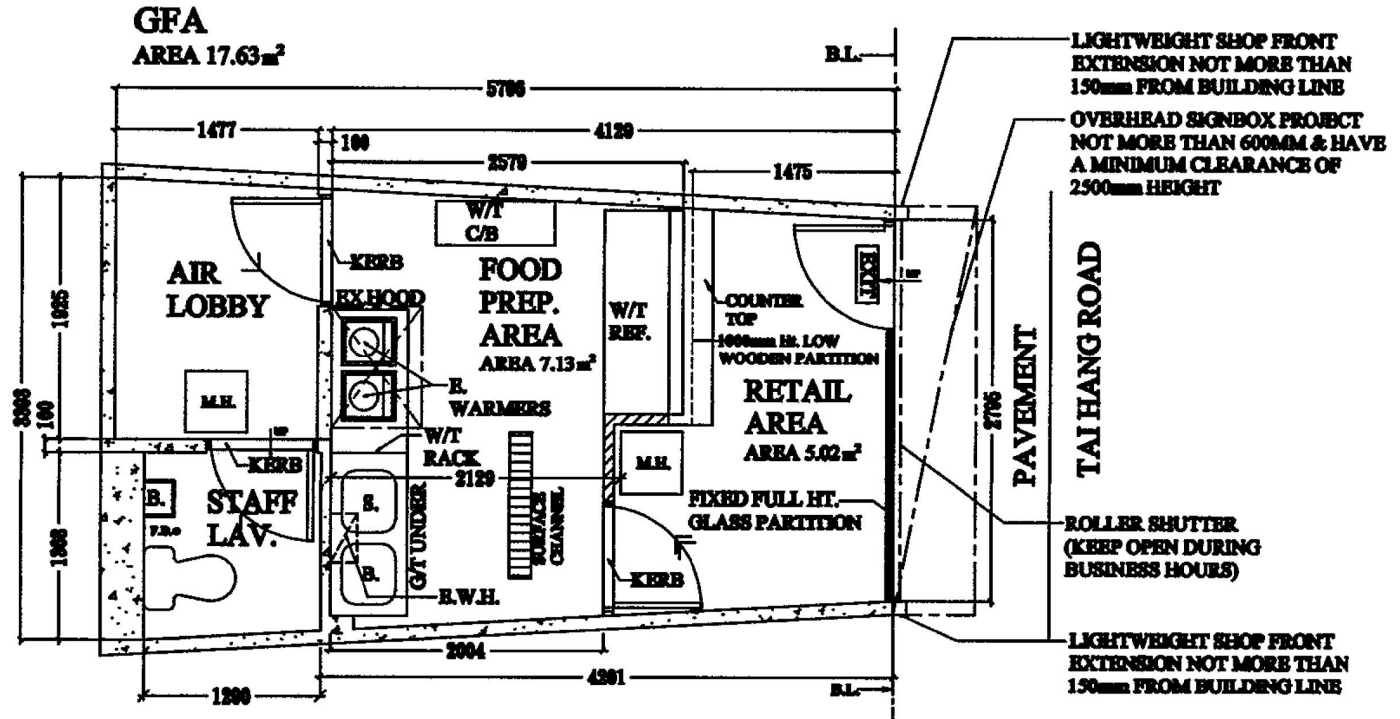 GFA
AREA 17.63m²
B.L.
LIGHTWEIGHT SHOP FRONT
EXTENSION NOT MORE THAN
150mm FROM BUILDING LINE
OVERHEAD SIGNBOX PROJECT
NOT MORE THAN 600MM & HAVE
A MINIMUM CLEARANCE OF
2500mm HEIGHT
1477
100
4129
2579
1475
W/T
C/B
KERB
AIR
LOBBY
FOOD
PREP.
AREA
AREA 7.13m²
EX.HOOD
W/T
REF.
COUNTER
TOP
1000mm Ht. LOW
WOODEN PARTITION
EXIT
1925
100
M.H.
E.
WARMERS
RETAIL
AREA
AREA 5.02m²
2795
PAVEMENT
TAI HANG ROAD
KERB
W/T
RACK
2129
M.H.
B.
STAFF
LAV.
S.
B.
G/T UNDER
SURFACE
CHANNEL
FIXED FULL HT.
GLASS PARTITION
KERB
E.W.H.
ROLLER SHUTTER
(KEEP OPEN DURING
BUSINESS HOURS)
2004
1200
4201
B.L.
LIGHTWEIGHT SHOP FRONT
EXTENSION NOT MORE THAN
150mm FROM BUILDING LINE